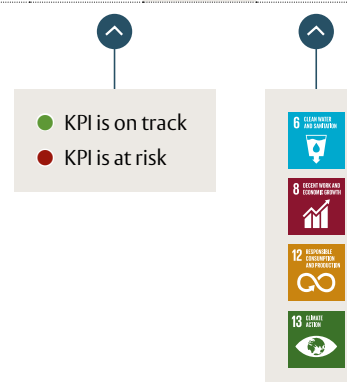 KPI is on track
KPI is at risk
6 CLEAN WATER
AND SANITATION
8 DECENT WORK AND
ECONOMIC GROWTH
12 RESPONSIBLE
CONSUMPTION
AND PRODUCTION
13 CLIMATE
ACTION